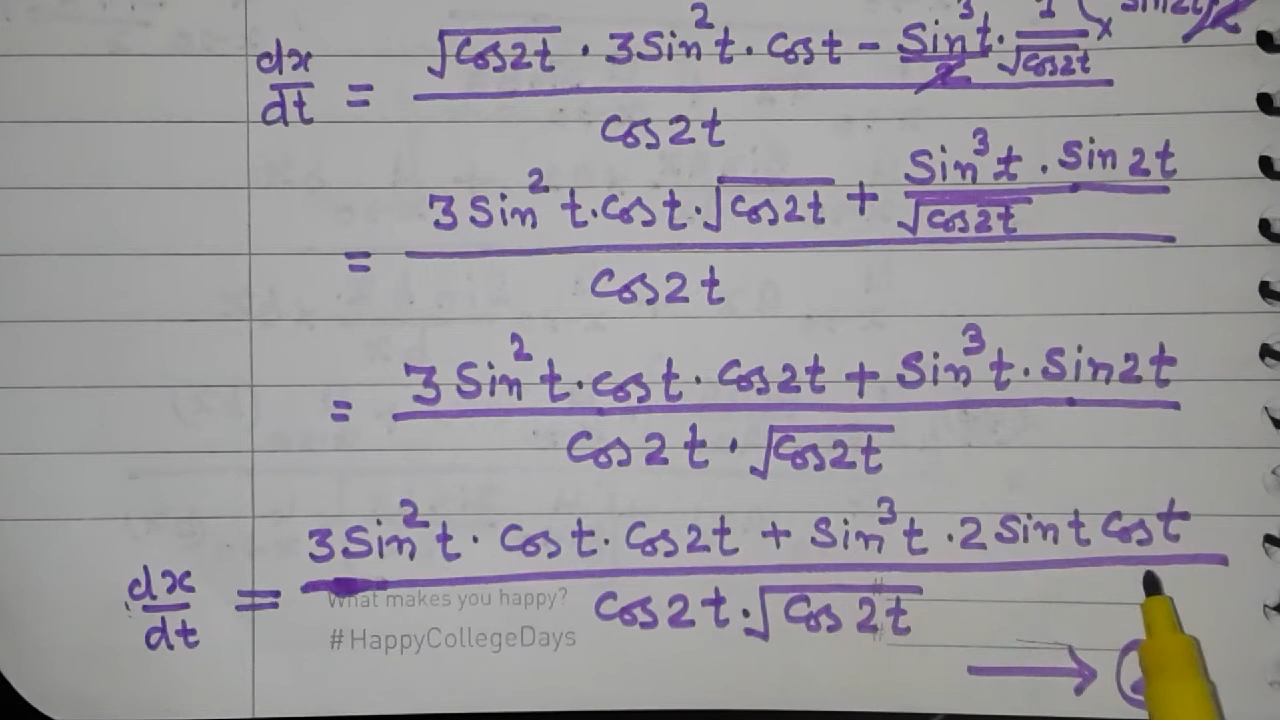 dx/dt = (√cos2t · 3Sin²t · cost − Sin³t/2 · 1/√cos2t × sin2t) / cos2t
= (3Sin²t · cost · √cos2t + Sin³t · Sin2t/√cos2t) / cos2t
= (3Sin²t · cost · cos2t + Sin³t · Sin2t) / (cos2t · √cos2t)
dx/dt = (3Sin²t · cost · cos2t + Sin³t · 2Sint cost) / (cos2t · √cos2t)
What makes you happy?
#HappyCollegeDays
→